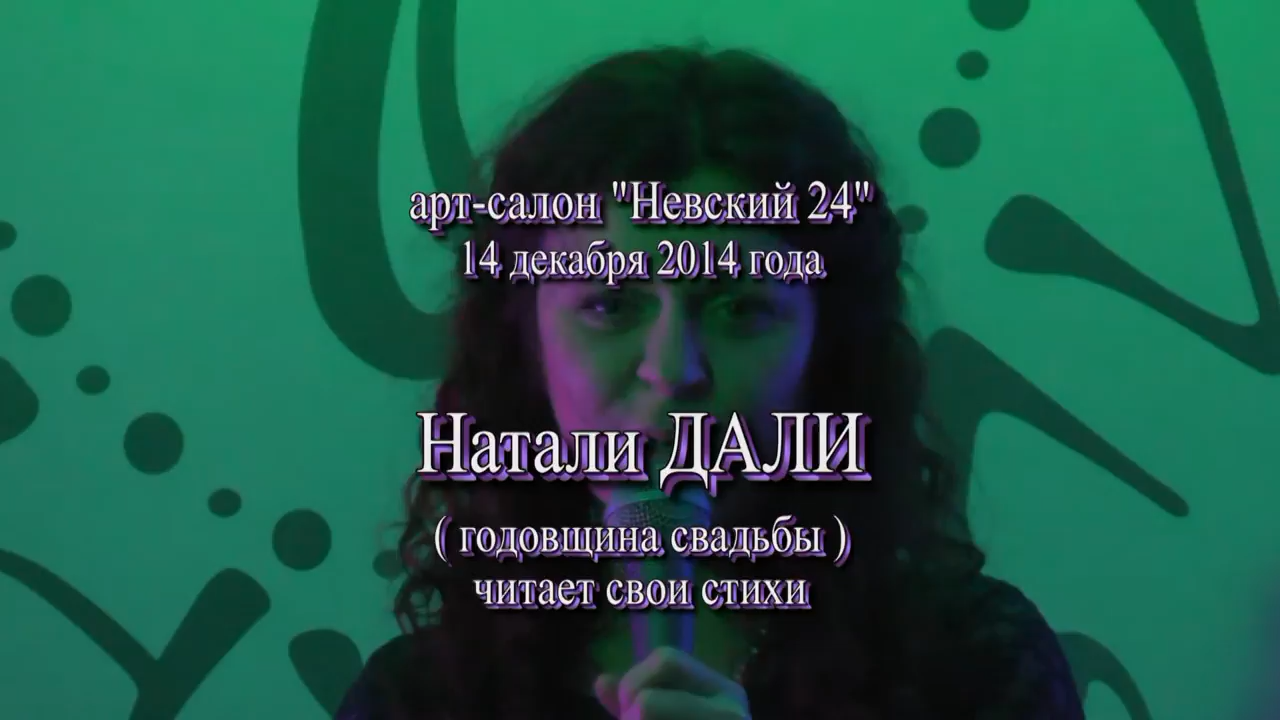 арт-салон "Невский 24"
14 декабря 2014 года
Натали ДАЛИ
( годовщина свадьбы )
читает свои стихи